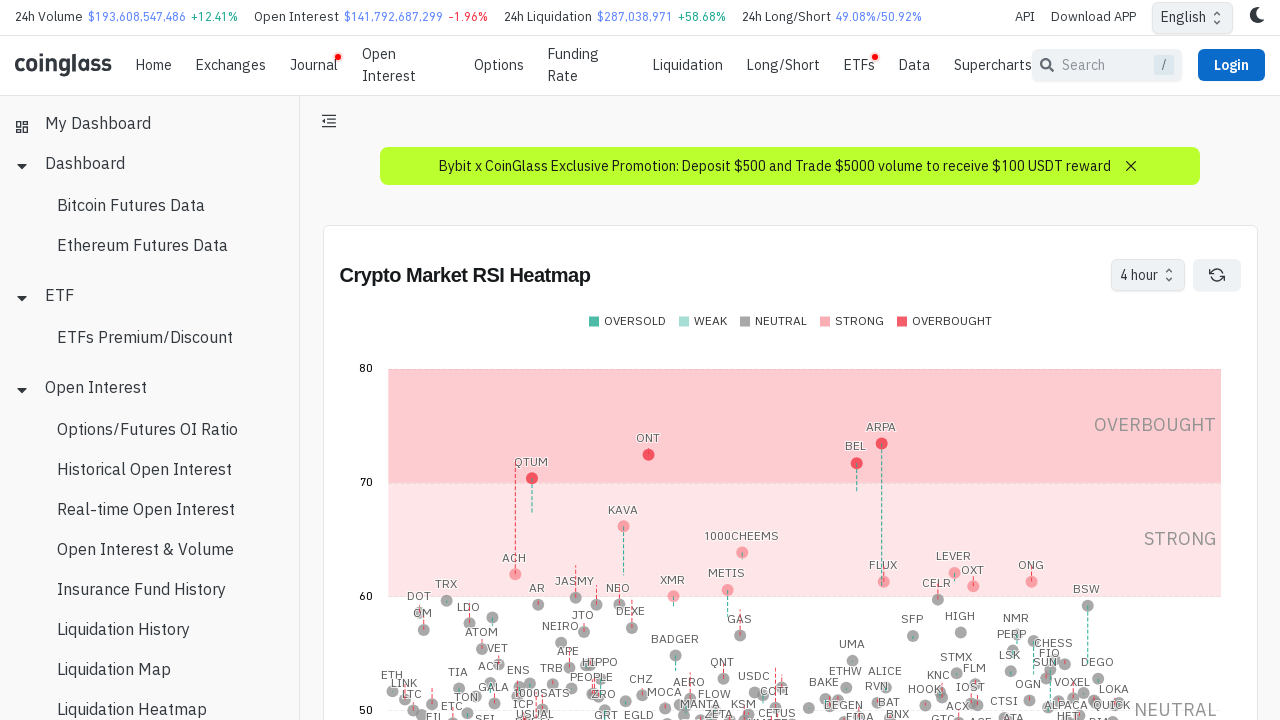 24h Volume $193,608,547,486 +12.41% Open Interest $141,792,687,299 -1.96% 24h Liquidation $287,038,971 +58.68% 24h Long/Short 49.08%/50.92% API Download APP English
coinglass Home Exchanges Journal Open Interest Options Funding Rate Liquidation Long/Short ETFs Data Supercharts Search / Login
My Dashboard
Dashboard
Bitcoin Futures Data
Ethereum Futures Data
ETF
ETFs Premium/Discount
Open Interest
Options/Futures OI Ratio
Historical Open Interest
Real-time Open Interest
Open Interest & Volume
Insurance Fund History
Liquidation History
Liquidation Map
Liquidation Heatmap
Bybit x CoinGlass Exclusive Promotion: Deposit $500 and Trade $5000 volume to receive $100 USDT reward
Crypto Market RSI Heatmap 4 hour
OVERSOLD WEAK NEUTRAL STRONG OVERBOUGHT
80
OVERBOUGHT
ARPA
ONT
BEL
QTUM
70
KAVA
1000CHEEMS
STRONG
ACH
LEVER
FLUX
ONG
METIS
OXT
XMR
JASMY
CELR
TRX
AR
NEO
BSW
60
DOT
LDO
DEXE
OM
JTO
GAS
SFP
HIGH
NMR
NEIRO
ATOM
PERP
BADGER
UMA
CHESS
VET
APE
FIO
LSK
STMX
ACT
HIPPO
QNT
SUN
DEGO
TIA
ENS
TRB
FLM
ETH
PEOPLE
USDC
ETHW
ALICE
KNC
LINK
GALA
CHZ
AERO
BAKE
RVN
HOOK
IOST
OGN
VOXEL
LOKA
LTC
TON
1000SATS
ZRO
MOCA
FLOW
COTI
ETC
ICP
MANTA
KSM
DEGEN
BAT
ACX
CTSI
ALPACA
QUICK
50
FIL
SEI
USUAL
GRT
EGLD
ZETA
CETUS
BNX
GTC
ATA
NEUTRAL